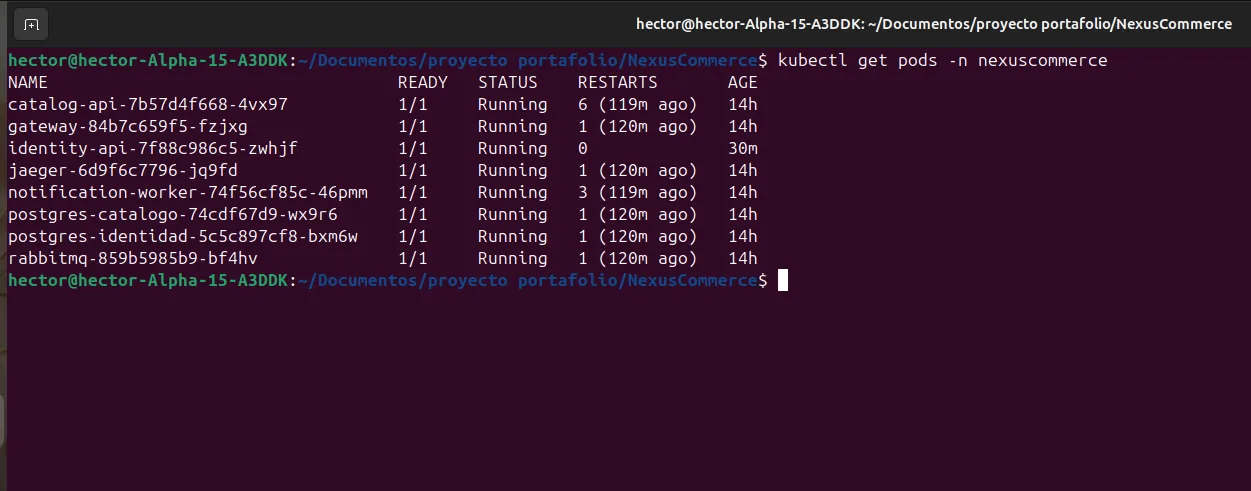 hector@hector-Alpha-15-A3DDK: ~/Documentos/proyecto portafolio/NexusCommerce
hector@hector-Alpha-15-A3DDK:~/Documentos/proyecto portafolio/NexusCommerce$ kubectl get pods -n nexuscommerce
NAME READY STATUS RESTARTS AGE
catalog-api-7b57d4f668-4vx97 1/1 Running 6 (119m ago) 14h
gateway-84b7c659f5-fzjxg 1/1 Running 1 (120m ago) 14h
identity-api-7f88c986c5-zwhjf 1/1 Running 0 30m
jaeger-6d9f6c7796-jq9fd 1/1 Running 1 (120m ago) 14h
notification-worker-74f56cf85c-46pmm 1/1 Running 3 (119m ago) 14h
postgres-catalogo-74cdf67d9-wx9r6 1/1 Running 1 (120m ago) 14h
postgres-identidad-5c5c897cf8-bxm6w 1/1 Running 1 (120m ago) 14h
rabbitmq-859b5985b9-bf4hv 1/1 Running 1 (120m ago) 14h
hector@hector-Alpha-15-A3DDK:~/Documentos/proyecto portafolio/NexusCommerce$